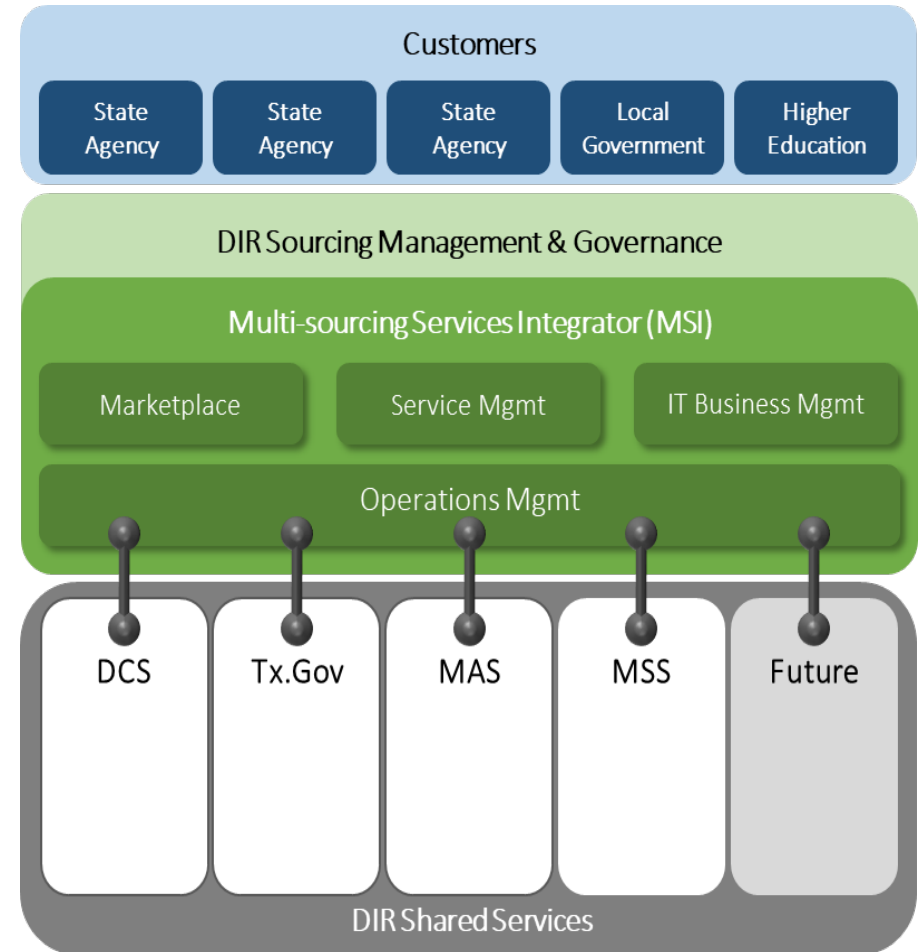 Customers
State
Agency
State
Agency
State
Agency
Local
Government
Higher
Education
DIR Sourcing Management & Governance
Multi-sourcing Services Integrator (MSI)
Marketplace
Service Mgmt
IT Business Mgmt
Operations Mgmt
DCS
Tx.Gov
MAS
MSS
Future
DIR Shared Services